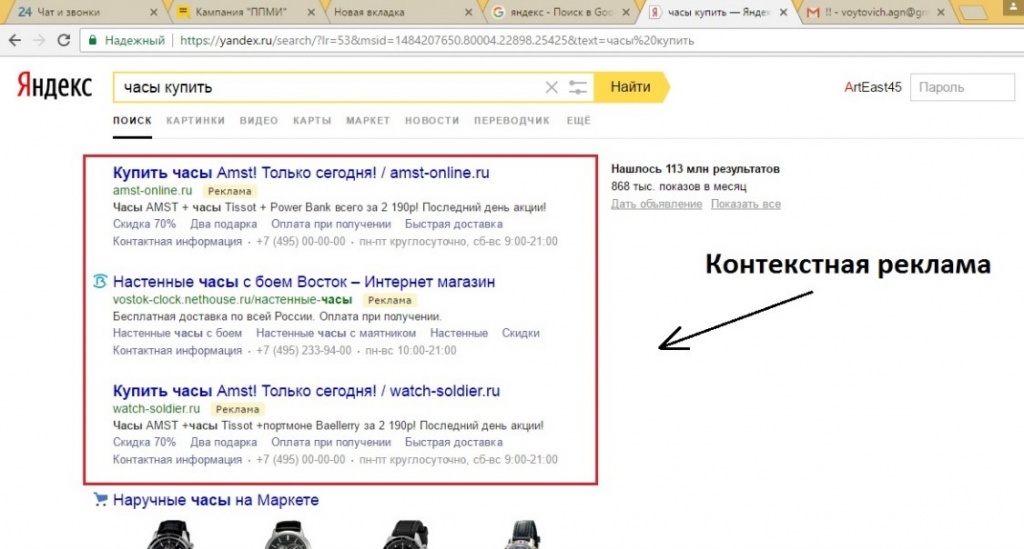 24 Чат и звонки
Кампания "ППМИ"
Новая вкладка
яндекс - Поиск в Goo
часы купить — Яндек
!! - voytovich.agn@gm
Надежный https://yandex.ru/search/?lr=53&msid=1484207650.80004.22898.25425&text=часы%20купить
Яндекс
часы купить
Найти
ArtEast45
Пароль
ПОИСК КАРТИНКИ ВИДЕО КАРТЫ МАРКЕТ НОВОСТИ ПЕРЕВОДЧИК ЕЩЁ
Купить часы Amst! Только сегодня! / amst-online.ru
amst-online.ru Реклама
Часы AMST + часы Tissot + Power Bank всего за 2 190р! Последний день акции!
Скидка 70% Два подарка Оплата при получении Быстрая доставка
Контактная информация · +7 (495) 00-00-00 · пн-пт круглосуточно, сб-вс 9:00-21:00
Настенные часы с боем Восток – Интернет магазин
vostok-clock.nethouse.ru/настенные-часы Реклама
Бесплатная доставка по всей России. Оплата при получении.
Настенные часы с боем Настенные часы с маятником Настенные Скидки
Контактная информация · +7 (495) 233-94-00 · пн-вс 10:00-21:00
Купить часы Amst! Только сегодня! / watch-soldier.ru
watch-soldier.ru Реклама
Часы AMST +часы Tissot +портмоне Baellerry за 2 190р! Последний день акции!
Скидка 70% Два подарка Оплата при получении Быстрая доставка
Контактная информация · +7 (495) 00-00-00 · пн-пт круглосуточно, сб-вс 9:00-21:00
Наручные часы на Маркете
Нашлось 113 млн результатов
868 тыс. показов в месяц
Дать объявление Показать все
Контекстная реклама